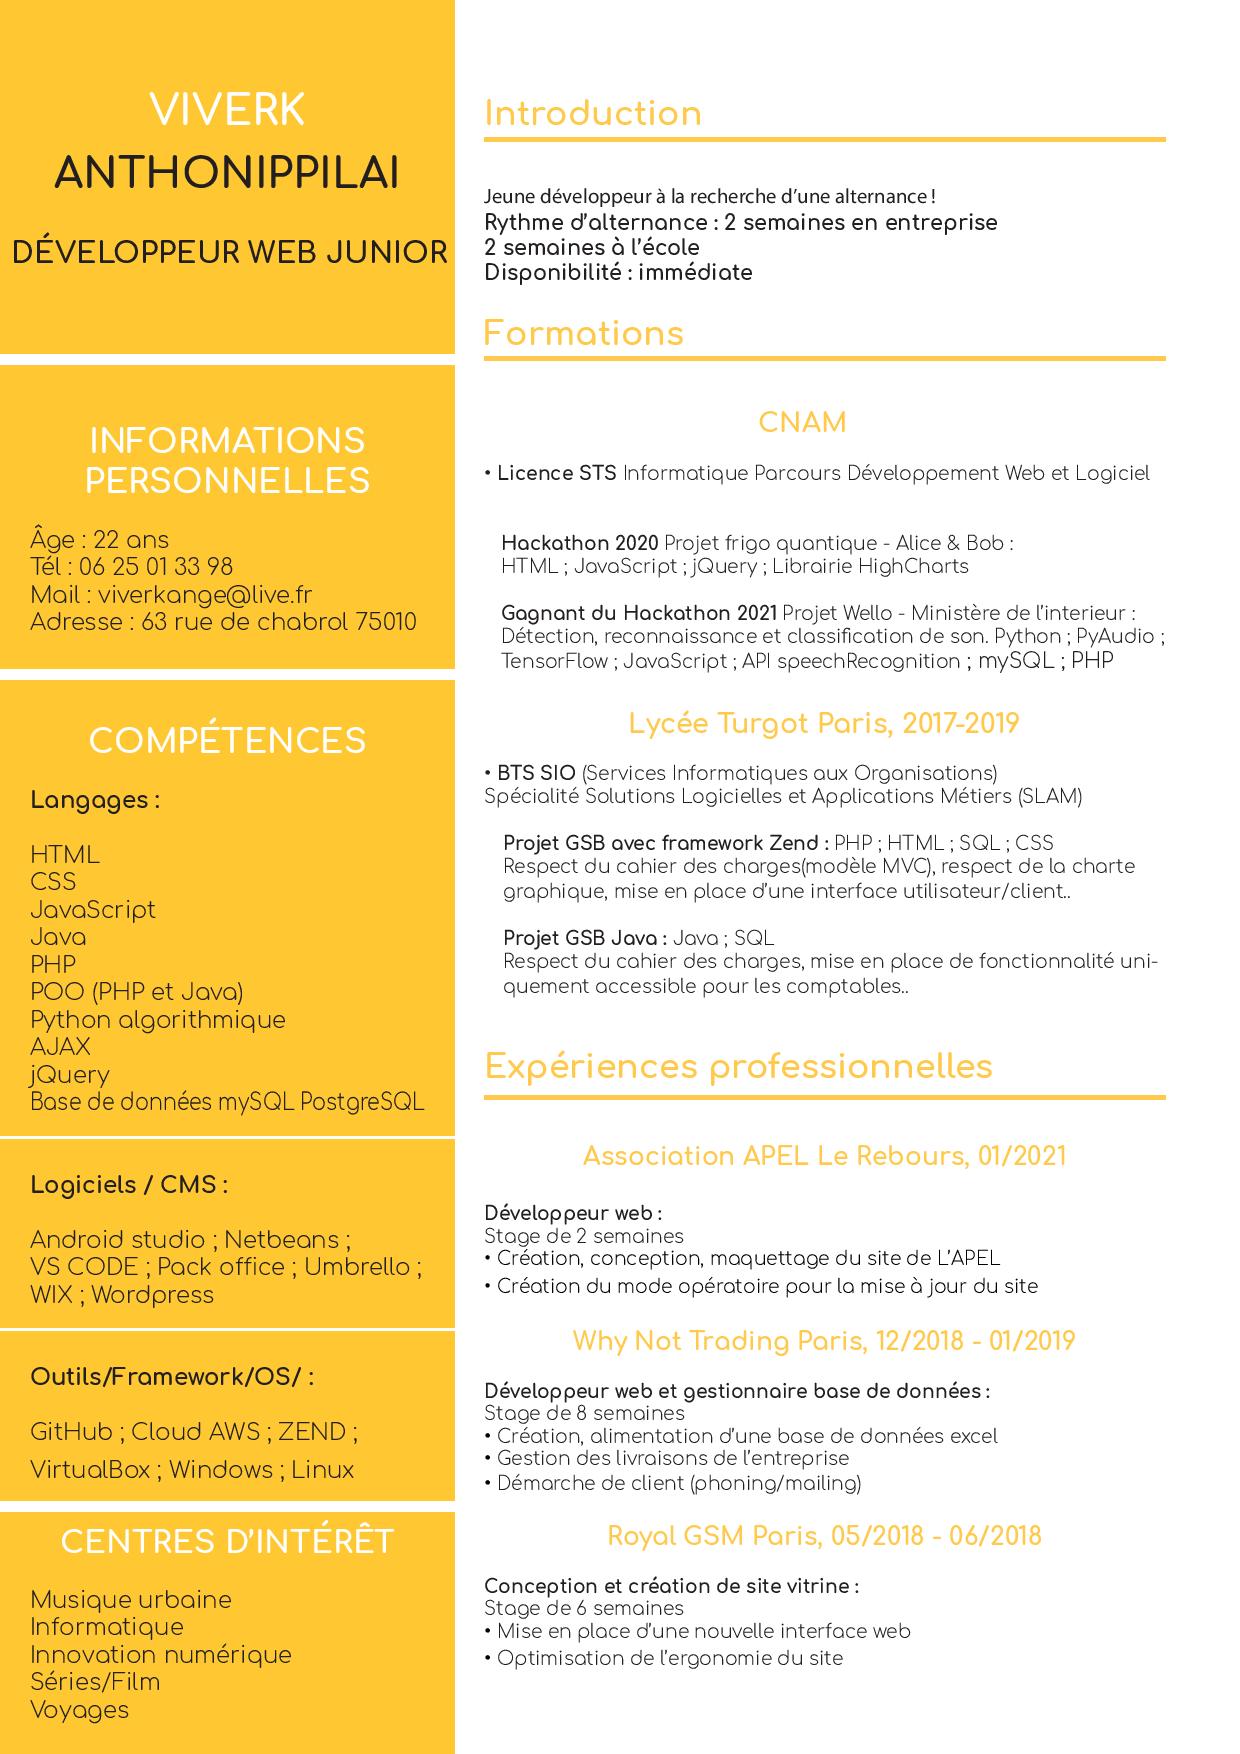 VIVERK
ANTHONIPPILAI
DÉVELOPPEUR WEB JUNIOR
INFORMATIONS
PERSONNELLES
Âge : 22 ans
Tél : 06 25 01 33 98
Mail : viverkange@live.fr
Adresse : 63 rue de chabrol 75010
COMPÉTENCES
Langages :
HTML
CSS
JavaScript
Java
PHP
POO (PHP et Java)
Python algorithmique
AJAX
jQuery
Base de données mySQL PostgreSQL
Logiciels / CMS :
Android studio ; Netbeans ;
VS CODE ; Pack office ; Umbrello ;
WIX ; Wordpress
Outils/Framework/OS/ :
GitHub ; Cloud AWS ; ZEND ;
VirtualBox ; Windows ; Linux
CENTRES D'INTÉRÊT
Musique urbaine
Informatique
Innovation numérique
Séries/Film
Voyages
Introduction
Jeune développeur à la recherche d'une alternance !
Rythme d'alternance : 2 semaines en entreprise
2 semaines à l'école
Disponibilité : immédiate
Formations
CNAM
• Licence STS Informatique Parcours Développement Web et Logiciel
Hackathon 2020 Projet frigo quantique - Alice & Bob :
HTML ; JavaScript ; jQuery ; Librairie HighCharts
Gagnant du Hackathon 2021 Projet Wello - Ministère de l'interieur :
Détection, reconnaissance et classification de son. Python ; PyAudio ;
TensorFlow ; JavaScript ; API speechRecognition ; mySQL ; PHP
Lycée Turgot Paris, 2017-2019
• BTS SIO (Services Informatiques aux Organisations)
Spécialité Solutions Logicielles et Applications Métiers (SLAM)
Projet GSB avec framework Zend : PHP ; HTML ; SQL ; CSS
Respect du cahier des charges(modèle MVC), respect de la charte
graphique, mise en place d'une interface utilisateur/client..
Projet GSB Java : Java ; SQL
Respect du cahier des charges, mise en place de fonctionnalité uni-
quement accessible pour les comptables..
Expériences professionnelles
Association APEL Le Rebours, 01/2021
Développeur web :
Stage de 2 semaines
• Création, conception, maquettage du site de L'APEL
• Création du mode opératoire pour la mise à jour du site
Why Not Trading Paris, 12/2018 - 01/2019
Développeur web et gestionnaire base de données :
Stage de 8 semaines
• Création, alimentation d'une base de données excel
• Gestion des livraisons de l'entreprise
• Démarche de client (phoning/mailing)
Royal GSM Paris, 05/2018 - 06/2018
Conception et création de site vitrine :
Stage de 6 semaines
• Mise en place d'une nouvelle interface web
• Optimisation de l'ergonomie du site